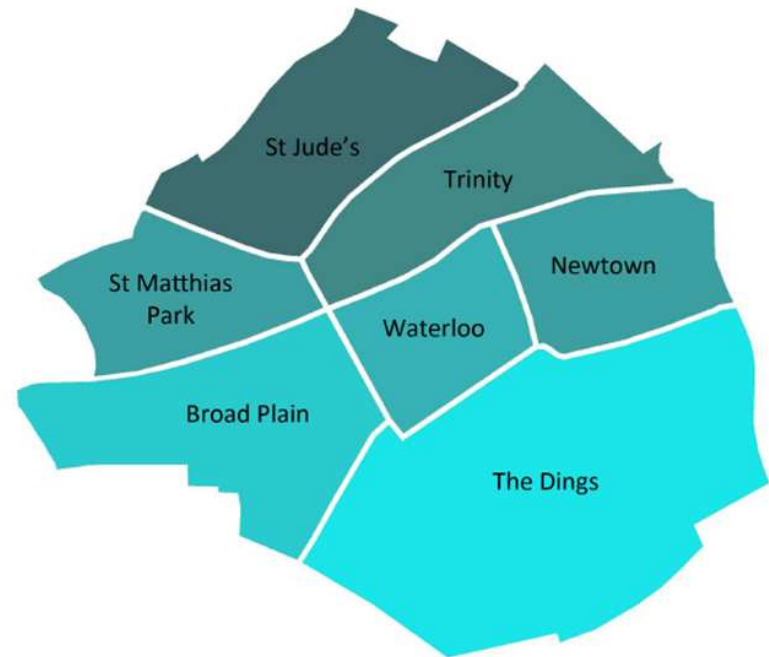 St Jude’s
Trinity
Newtown
St Matthias
Park
Waterloo
Broad Plain
The Dings